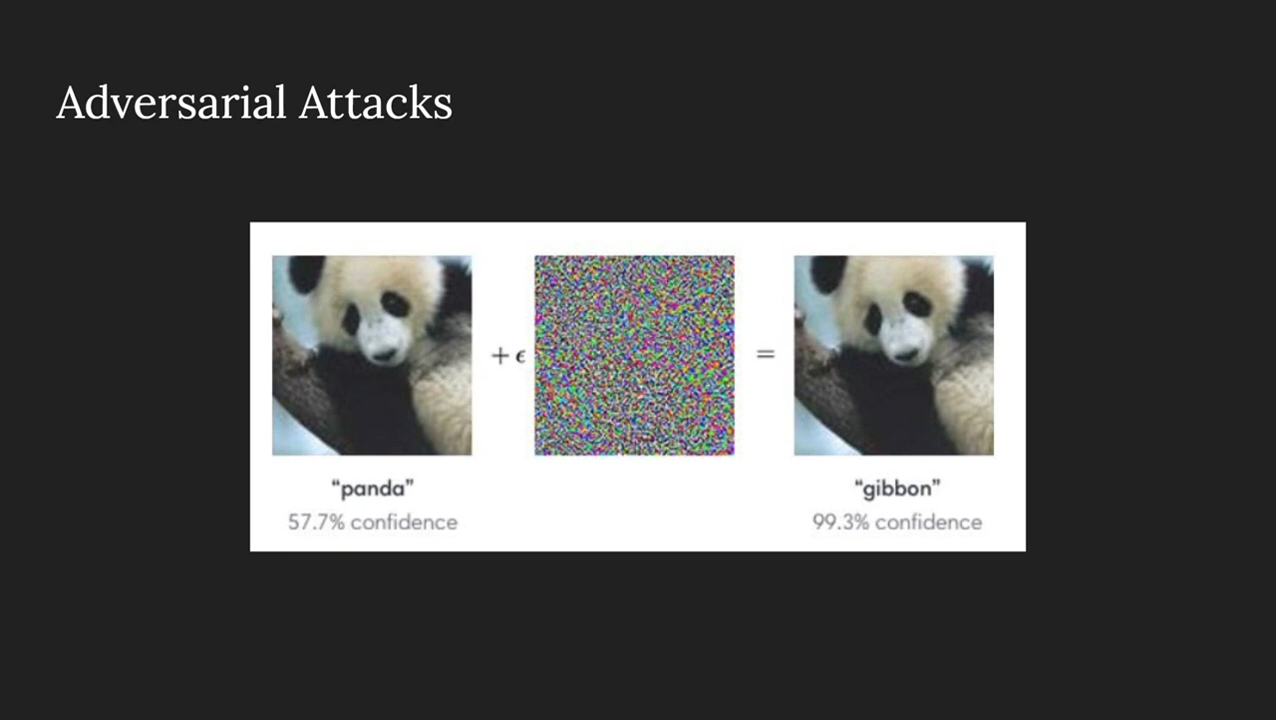 Adversarial Attacks
+ ϵ
=
“panda”
57.7% confidence
“gibbon”
99.3% confidence